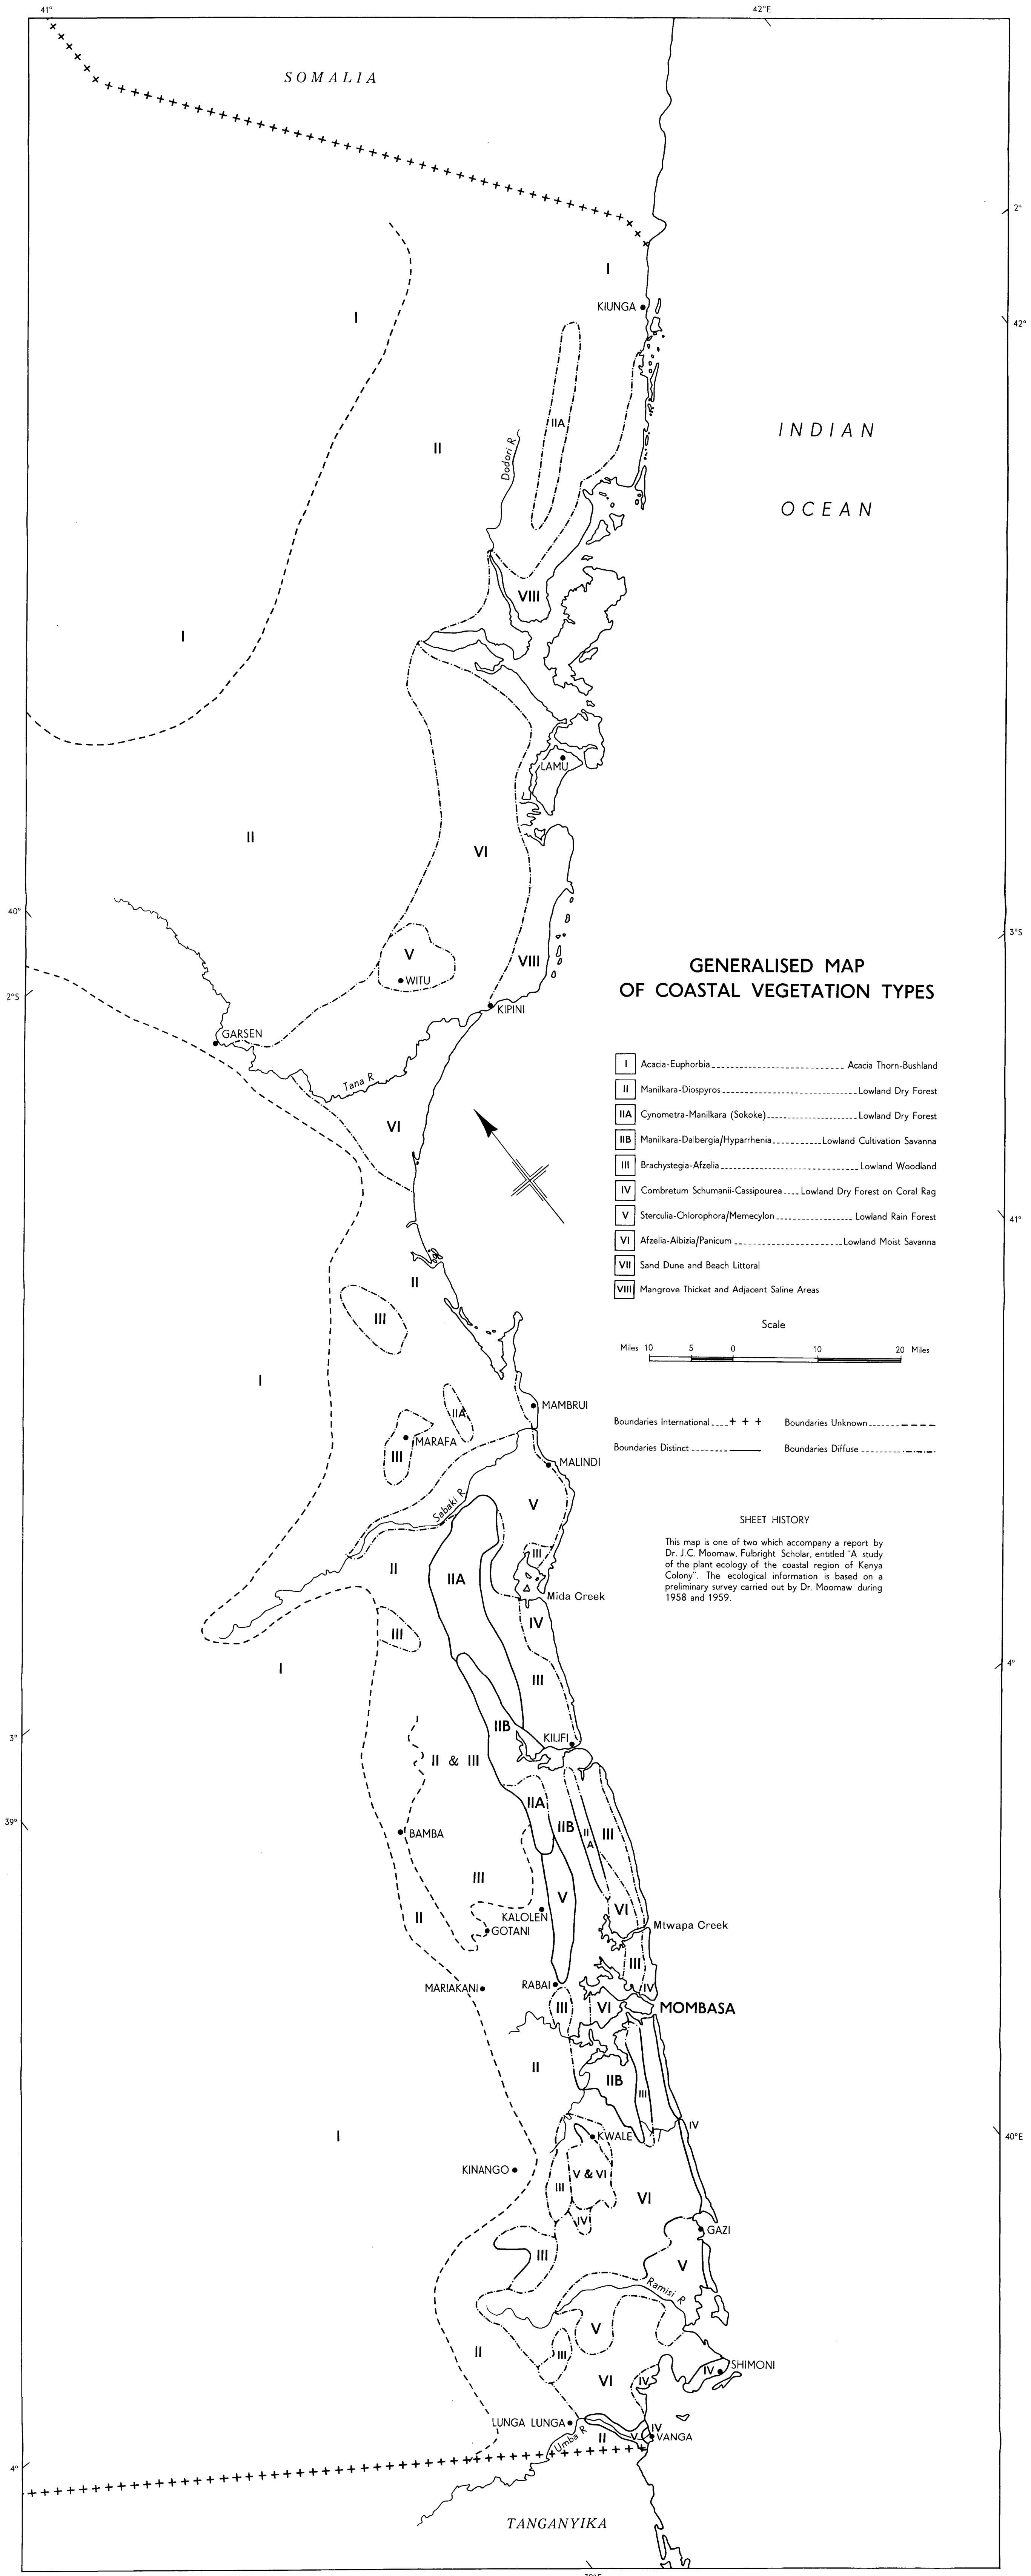 41°
42°E
SOMALIA
2°
I
KIUNGA
I
42°
IIA
INDIAN
II
Dodori R
OCEAN
VIII
I
LAMU
II
VI
40°
V
3°S
VIII
GENERALISED MAP
WITU
OF COASTAL VEGETATION TYPES
2°S
KIPINI
GARSEN
I Acacia-Euphorbia Acacia Thorn-Bushland
Tana R
II Manilkara-Diospyros Lowland Dry Forest
IIA Cynometra-Manilkara (Sokoke) Lowland Dry Forest
VI
IIB Manilkara-Dalbergia/Hyparrhenia Lowland Cultivation Savanna
III Brachystegia-Afzelia Lowland Woodland
IV Combretum Schumanii-Cassipourea Lowland Dry Forest on Coral Rag
41°
V Sterculia-Chlorophora/Memecylon Lowland Rain Forest
VI Afzelia-Albizia/Panicum Lowland Moist Savanna
VII Sand Dune and Beach Littoral
II
VIII Mangrove Thicket and Adjacent Saline Areas
III
Scale
Miles 10 5 0 10 20 Miles
I
MAMBRUI
IIA
Boundaries International + + + Boundaries Unknown
MARAFA
Boundaries Distinct Boundaries Diffuse
III
MALINDI
Sabaki R
V
SHEET HISTORY
This map is one of two which accompany a report by
Dr. J.C. Moomaw, Fulbright Scholar, entitled "A study
of the plant ecology of the coastal region of Kenya
Colony". The ecological information is based on a
preliminary survey carried out by Dr. Moomaw during
1958 and 1959.
III
II
IIA
Mida Creek
IV
III
4°
I
III
IIB
3°
KILIFI
II & III
IIA
39°
IIB
IIA
III
BAMBA
III
V
VI
II
KALOLEN
Mtwapa Creek
GOTANI
III
RABAI
MARIAKANI
IV
III
VI
MOMBASA
II
IIB
III
IV
I
KWALE
40°E
KINANGO
V & VI
III
VI
IV
GAZI
III
V
Ramisi R
V
II
III
SHIMONI
IV
VI
IV
LUNGA LUNGA
IV
II
V
VANGA
Umba R
4°
TANGANYIKA